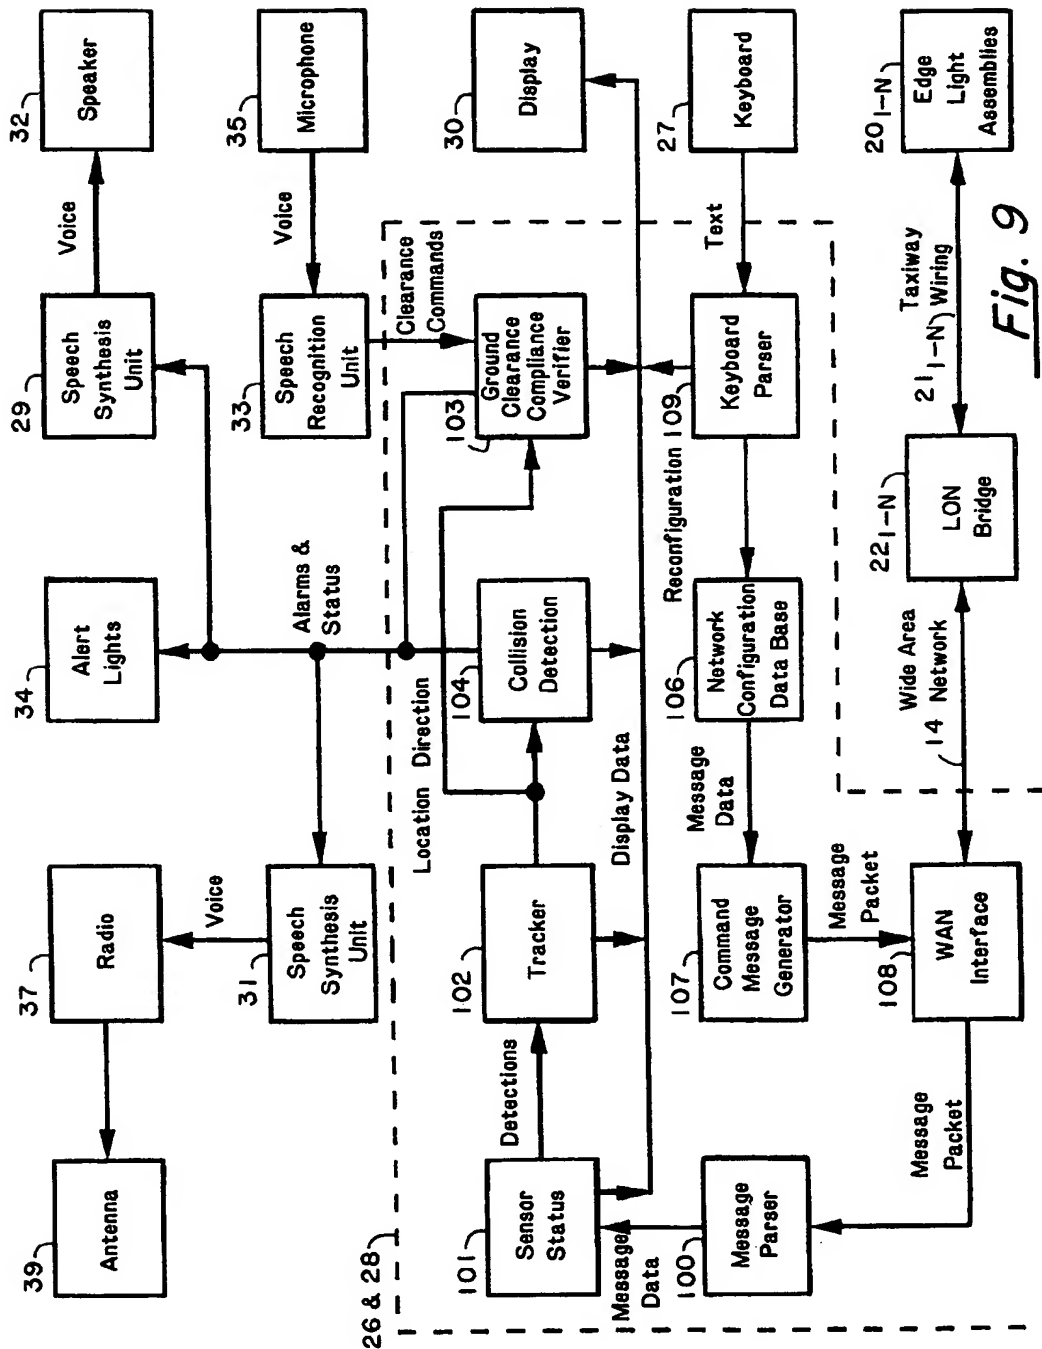 39
Antenna
37
Radio
34
Alert
Lights
29
Speech
Synthesis
Unit
Voice
32
Speaker
Voice
31
Speech
Synthesis
Unit
Alarms &
Status
33
Speech
Recognition
Unit
Voice
35
Microphone
26 & 28
Location Direction
Clearance
Commands
101
Sensor
Status
Detections
102
Tracker
104
Collision
Detection
103
Ground
Clearance
Compliance
Verifier
30
Display
Message
Data
Display Data
100
Message
Parser
107
Command
Message
Generator
Message
Data
106
Network
Configuration
Data Base
Reconfiguration
109
Keyboard
Parser
Text
27
Keyboard
Message
Packet
Message
Packet
108
WAN
Interface
Wide Area
14 Network
22 1-N
LON
Bridge
Taxiway
21 1-N Wiring
20 1-N
Edge
Light
Assemblies
Fig. 9